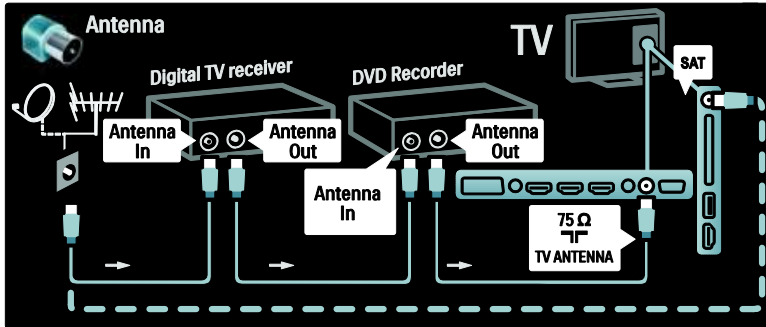 Antenna
TV
Digital TV receiver
DVD Recorder
SAT
Antenna
In
Antenna
Out
Antenna
In
Antenna
Out
75 Ω
TV ANTENNA